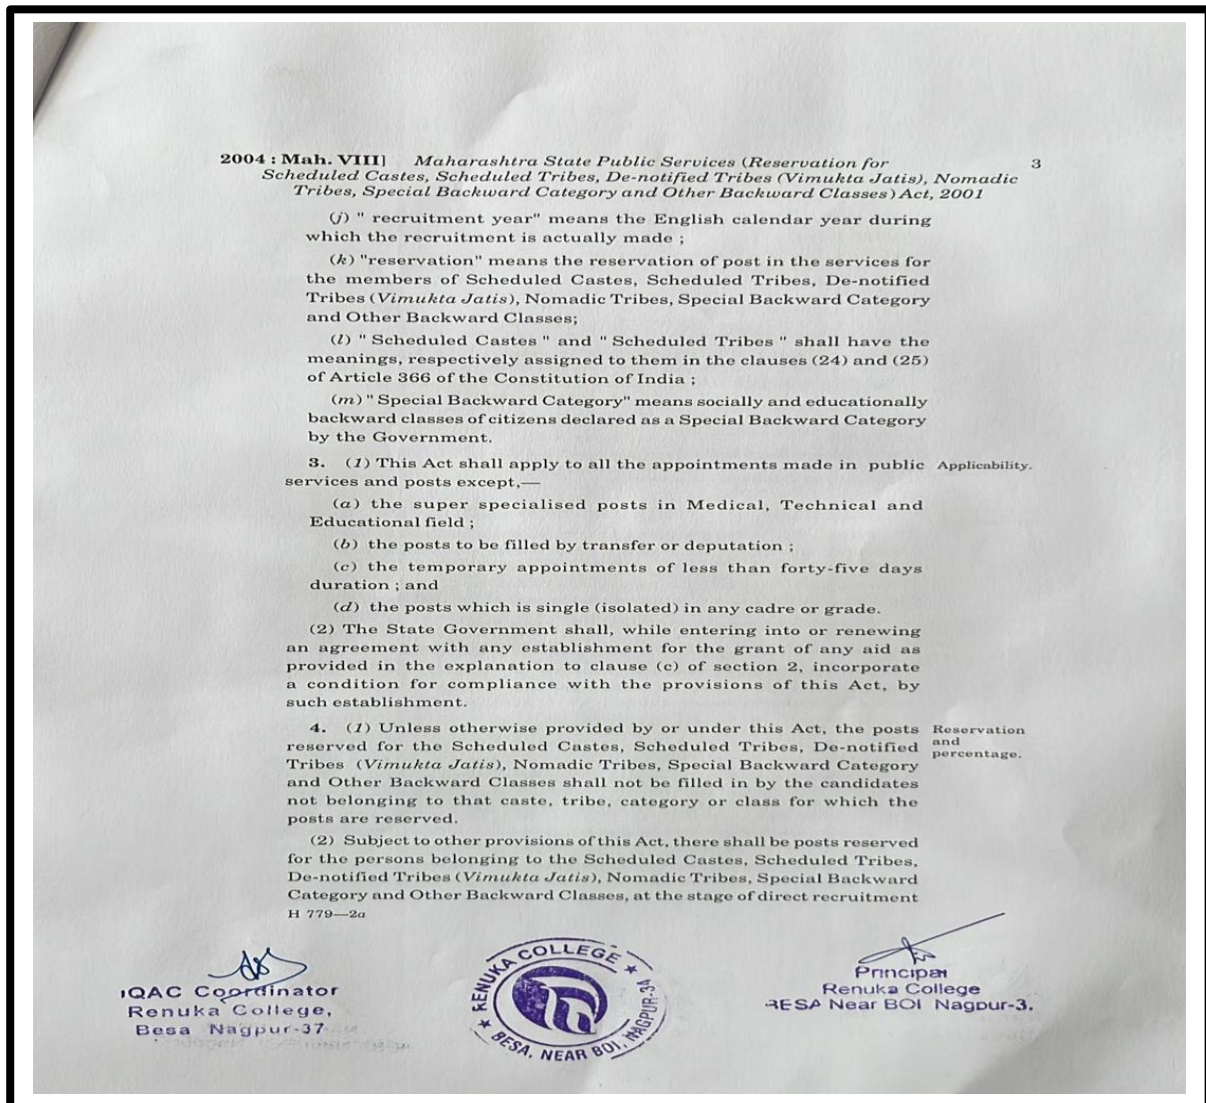 2004 : Mah. VIII] Maharashtra State Public Services (Reservation for 3
Scheduled Castes, Scheduled Tribes, De-notified Tribes (Vimukta Jatis), Nomadic
Tribes, Special Backward Category and Other Backward Classes) Act, 2001
(j) " recruitment year" means the English calendar year during
which the recruitment is actually made ;
(k) "reservation" means the reservation of post in the services for
the members of Scheduled Castes, Scheduled Tribes, De-notified
Tribes (Vimukta Jatis), Nomadic Tribes, Special Backward Category
and Other Backward Classes;
(l) " Scheduled Castes " and " Scheduled Tribes " shall have the
meanings, respectively assigned to them in the clauses (24) and (25)
of Article 366 of the Constitution of India ;
(m) " Special Backward Category" means socially and educationally
backward classes of citizens declared as a Special Backward Category
by the Government.
3. (1) This Act shall apply to all the appointments made in public Applicability.
services and posts except,—
(a) the super specialised posts in Medical, Technical and
Educational field ;
(b) the posts to be filled by transfer or deputation ;
(c) the temporary appointments of less than forty-five days
duration ; and
(d) the posts which is single (isolated) in any cadre or grade.
(2) The State Government shall, while entering into or renewing
an agreement with any establishment for the grant of any aid as
provided in the explanation to clause (c) of section 2, incorporate
a condition for compliance with the provisions of this Act, by
such establishment.
4. (1) Unless otherwise provided by or under this Act, the posts Reservation
reserved for the Scheduled Castes, Scheduled Tribes, De-notified and
Tribes (Vimukta Jatis), Nomadic Tribes, Special Backward Category percentage.
and Other Backward Classes shall not be filled in by the candidates
not belonging to that caste, tribe, category or class for which the
posts are reserved.
(2) Subject to other provisions of this Act, there shall be posts reserved
for the persons belonging to the Scheduled Castes, Scheduled Tribes,
De-notified Tribes (Vimukta Jatis), Nomadic Tribes, Special Backward
Category and Other Backward Classes, at the stage of direct recruitment
H 779—2a
IQAC Coordinator
Renuka College,
Besa Nagpur-37
RENUKA COLLEGE
BESA, NEAR BOI, NAGPUR-34
Principal
Renuka College
BESA Near BOI Nagpur-3.